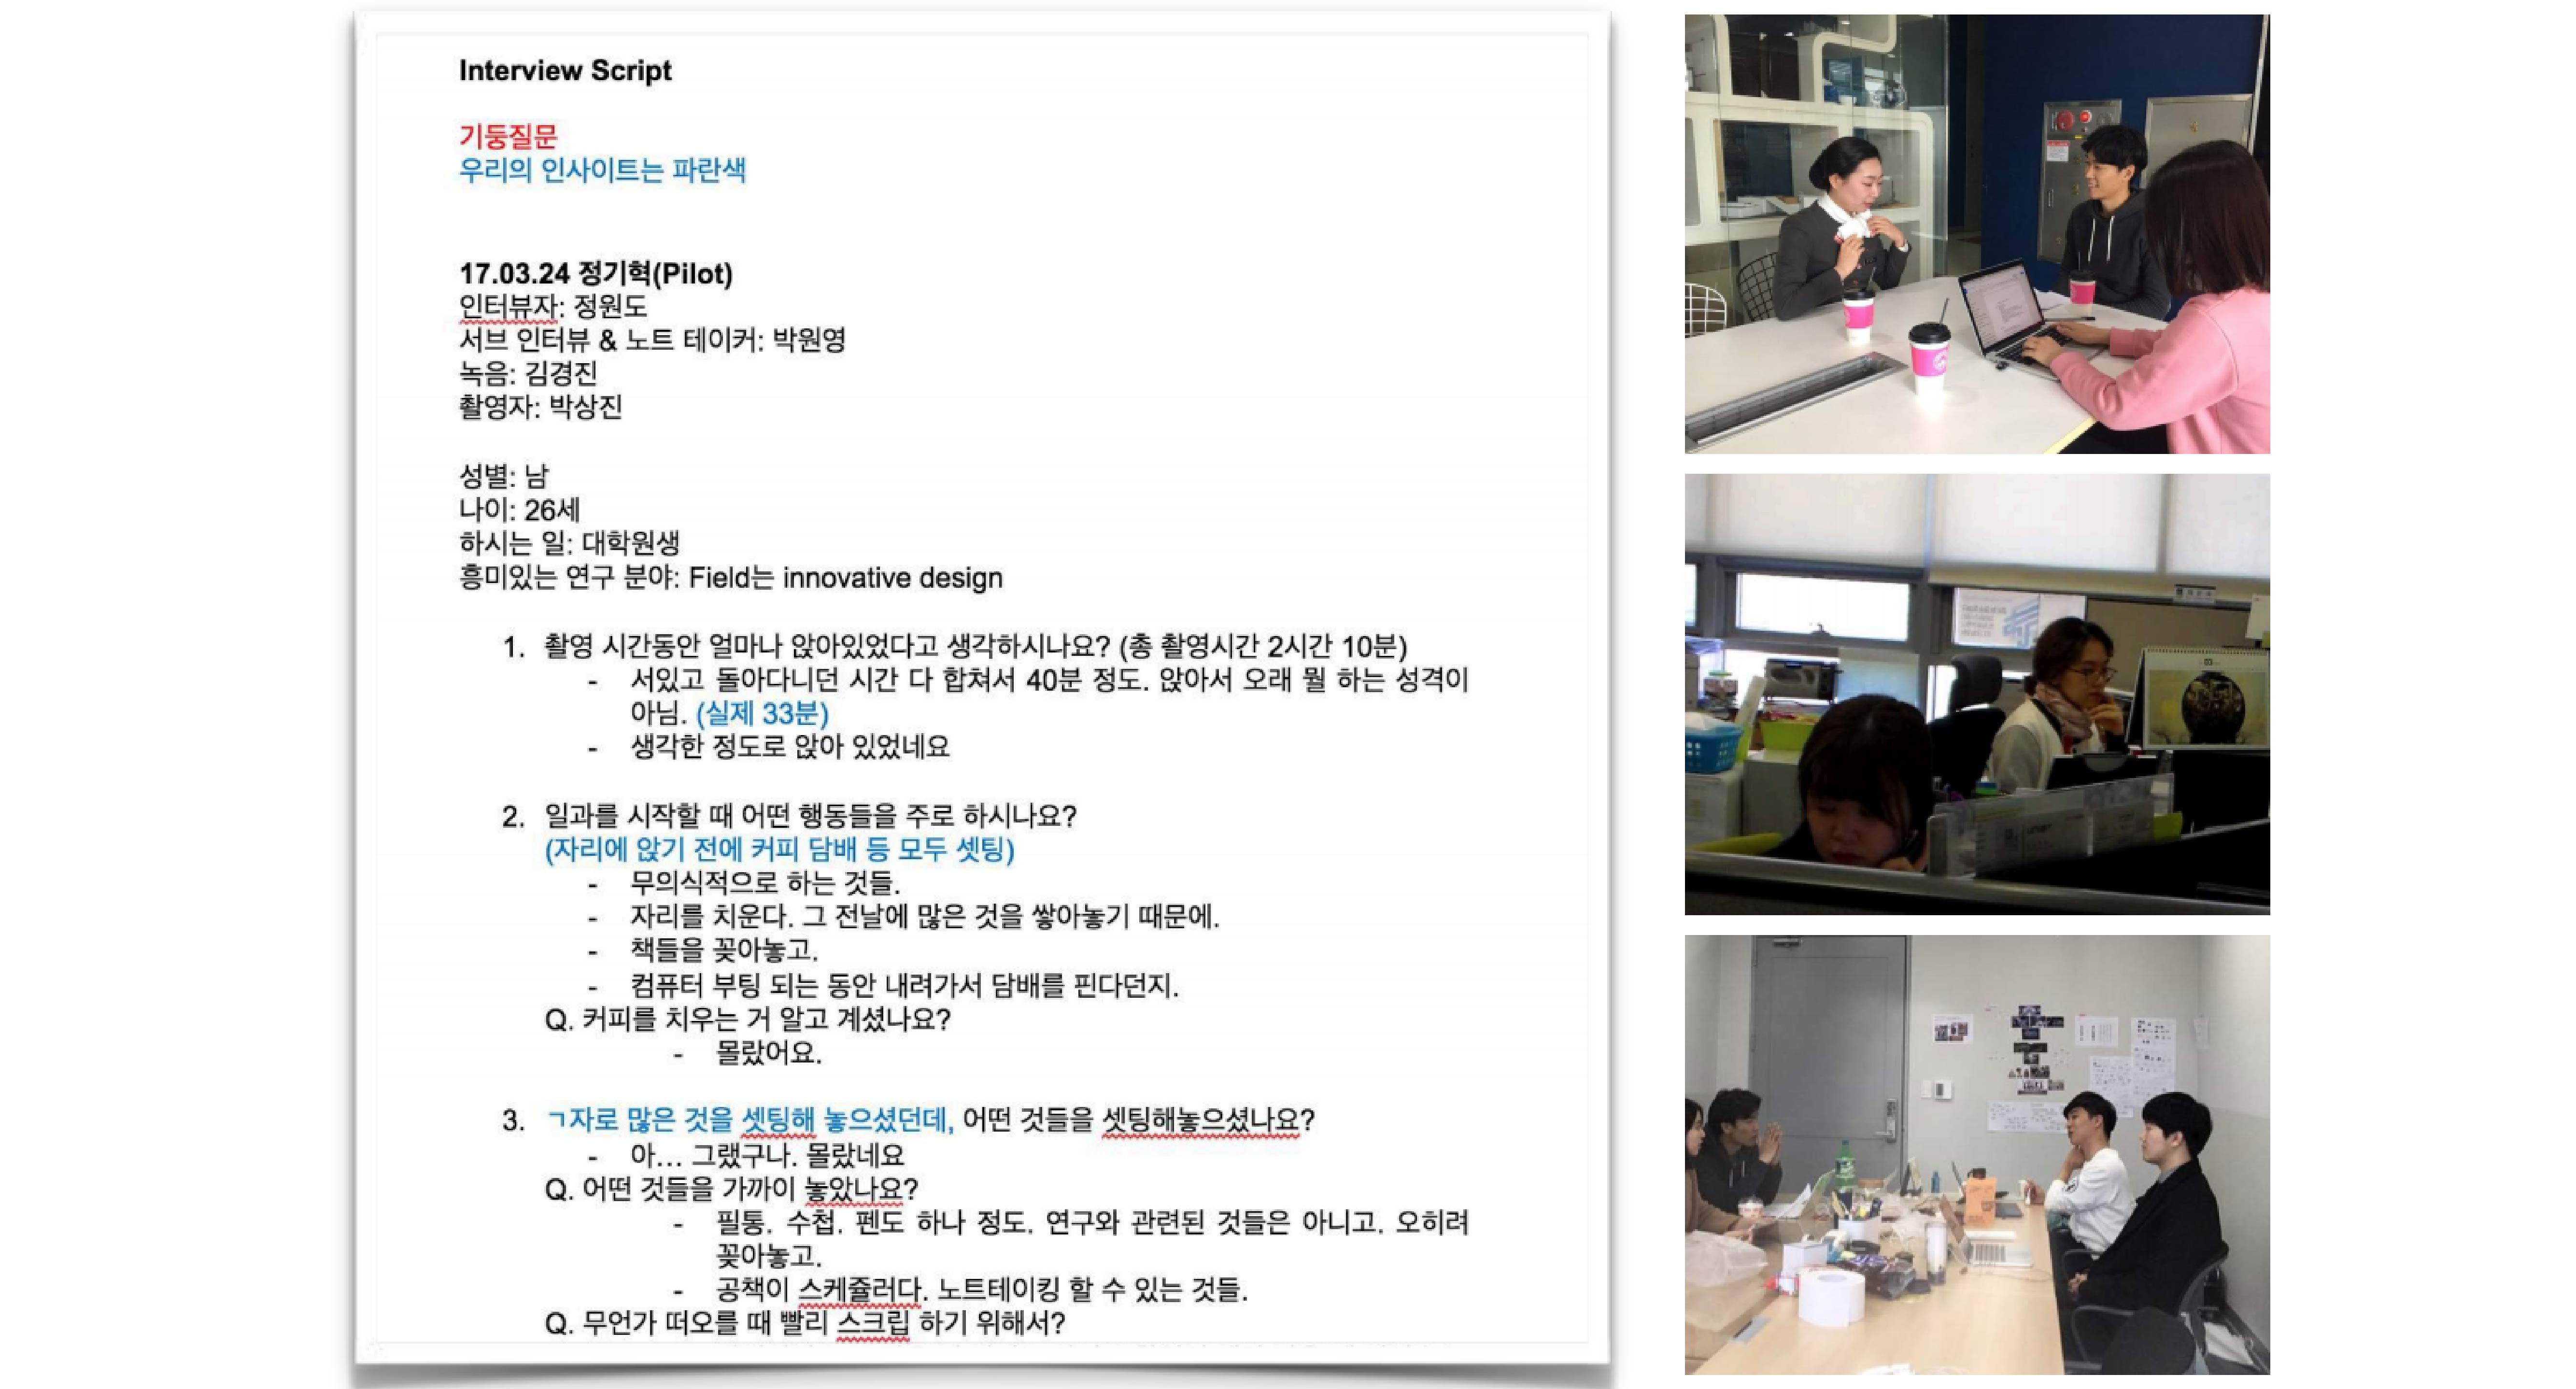 Interview Script
기둥질문
우리의 인사이트는 파란색
17.03.24 정기혁(Pilot)
인터뷰자: 정원도
서브 인터뷰 & 노트 테이커: 박원영
녹음: 김경진
촬영자: 박상진
성별: 남
나이: 26세
하시는 일: 대학원생
흥미있는 연구 분야: Field는 innovative design
1. 촬영 시간동안 얼마나 앉아있었다고 생각하시나요? (총 촬영시간 2시간 10분)
- 서있고 돌아다니던 시간 다 합쳐서 40분 정도. 앉아서 오래 뭘 하는 성격이
아님. (실제 33분)
- 생각한 정도로 앉아 있었네요
2. 일과를 시작할 때 어떤 행동들을 주로 하시나요?
(자리에 앉기 전에 커피 담배 등 모두 셋팅)
- 무의식적으로 하는 것들.
- 자리를 치운다. 그 전날에 많은 것을 쌓아놓기 때문에.
- 책들을 꽂아놓고.
- 컴퓨터 부팅 되는 동안 내려가서 담배를 핀다던지.
Q. 커피를 치우는 거 알고 계셨나요?
- 몰랐어요.
3. ㄱ자로 많은 것을 셋팅해 놓으셨던데, 어떤 것들을 셋팅해놓으셨나요?
- 아... 그랬구나. 몰랐네요
Q. 어떤 것들을 가까이 놓았나요?
- 필통. 수첩. 펜도 하나 정도. 연구와 관련된 것들은 아니고. 오히려
꽂아놓고.
- 공책이 스케쥴러다. 노트테이킹 할 수 있는 것들.
Q. 무언가 떠오를 때 빨리 스크립 하기 위해서?